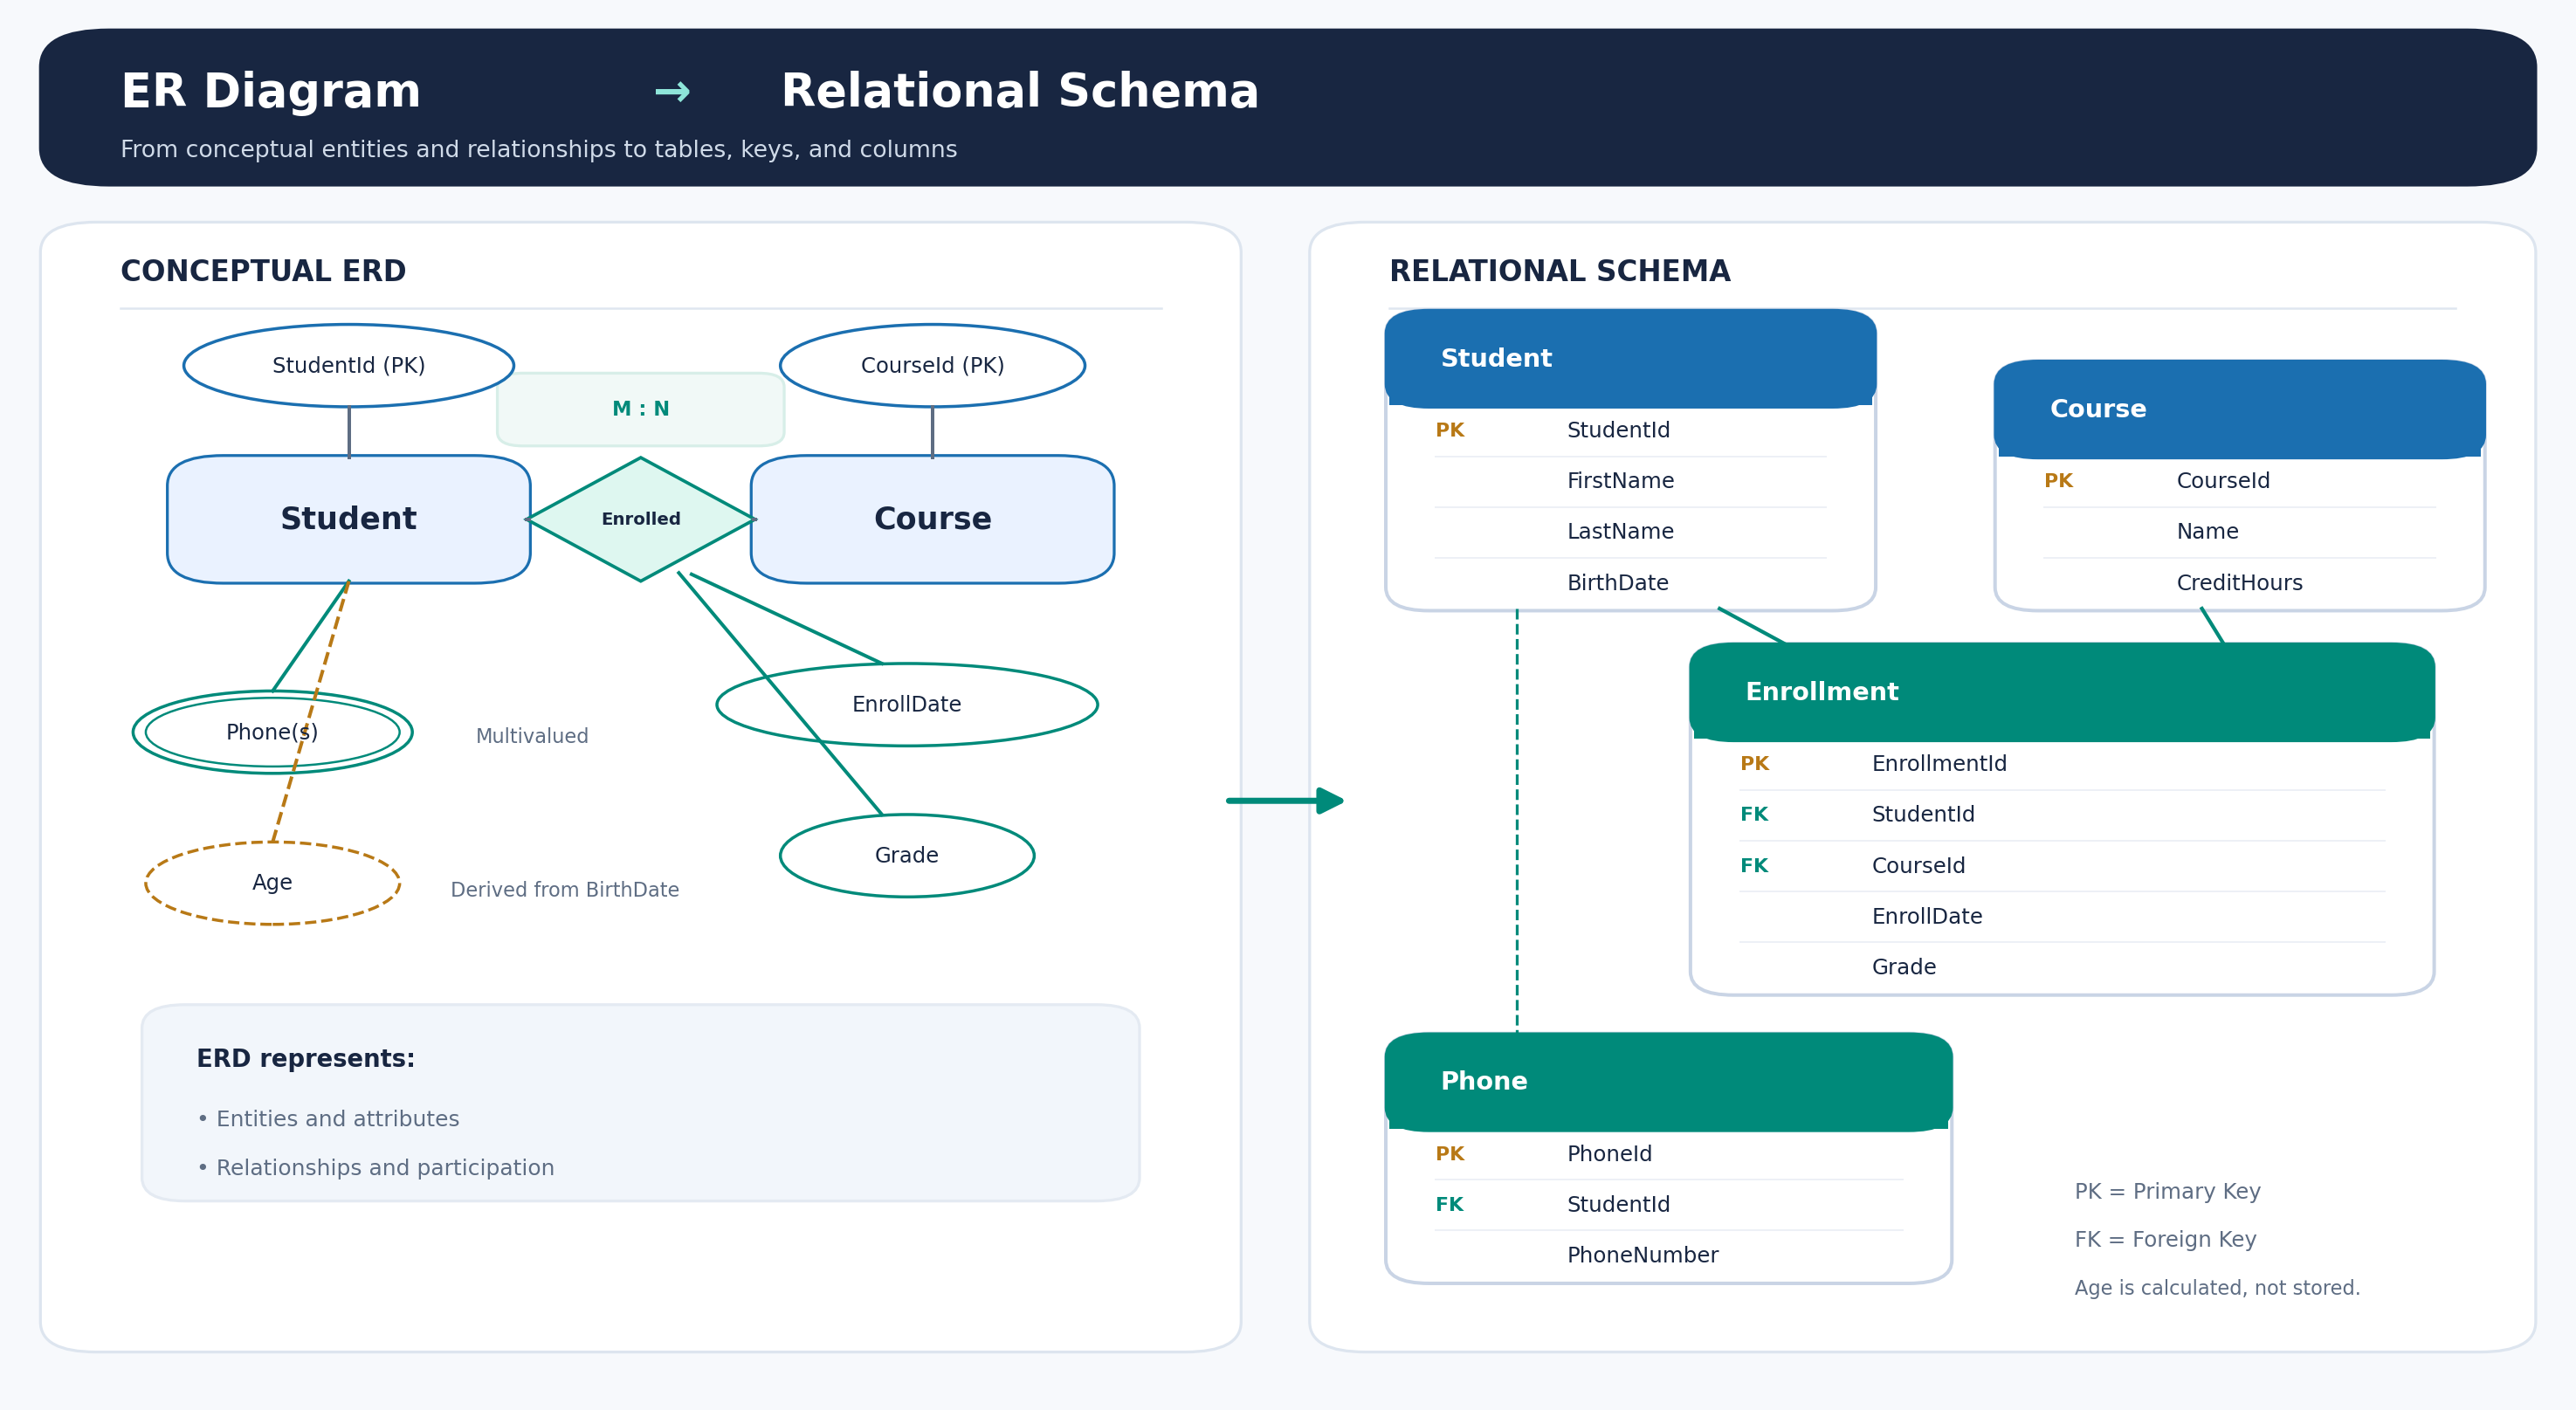 ER Diagram → Relational Schema
From conceptual entities and relationships to tables, keys, and columns
CONCEPTUAL ERD
StudentId (PK)
CourseId (PK)
M : N
Student
Enrolled
Course
EnrollDate
Phone(s)
Multivalued
Grade
Age
Derived from BirthDate
ERD represents:
• Entities and attributes
• Relationships and participation
RELATIONAL SCHEMA
Student
PK StudentId
FirstName
LastName
BirthDate
Course
PK CourseId
Name
CreditHours
Enrollment
PK EnrollmentId
FK StudentId
FK CourseId
EnrollDate
Grade
Phone
PK PhoneId
FK StudentId
PhoneNumber
PK = Primary Key
FK = Foreign Key
Age is calculated, not stored.